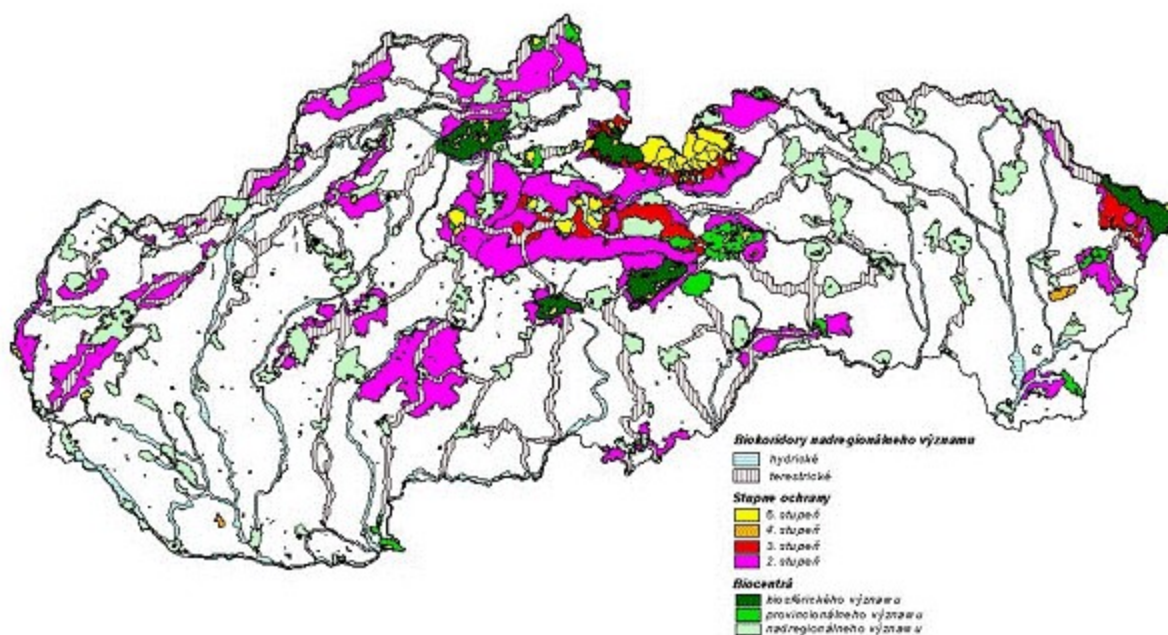 Biokoridory nadregionálneho významu
hydrické
terestrické
Stupne ochrany
5. stupeň
4. stupeň
3. stupeň
2. stupeň
Biocentrá
biosférického významu
provincionálneho významu
nadregionálneho významu